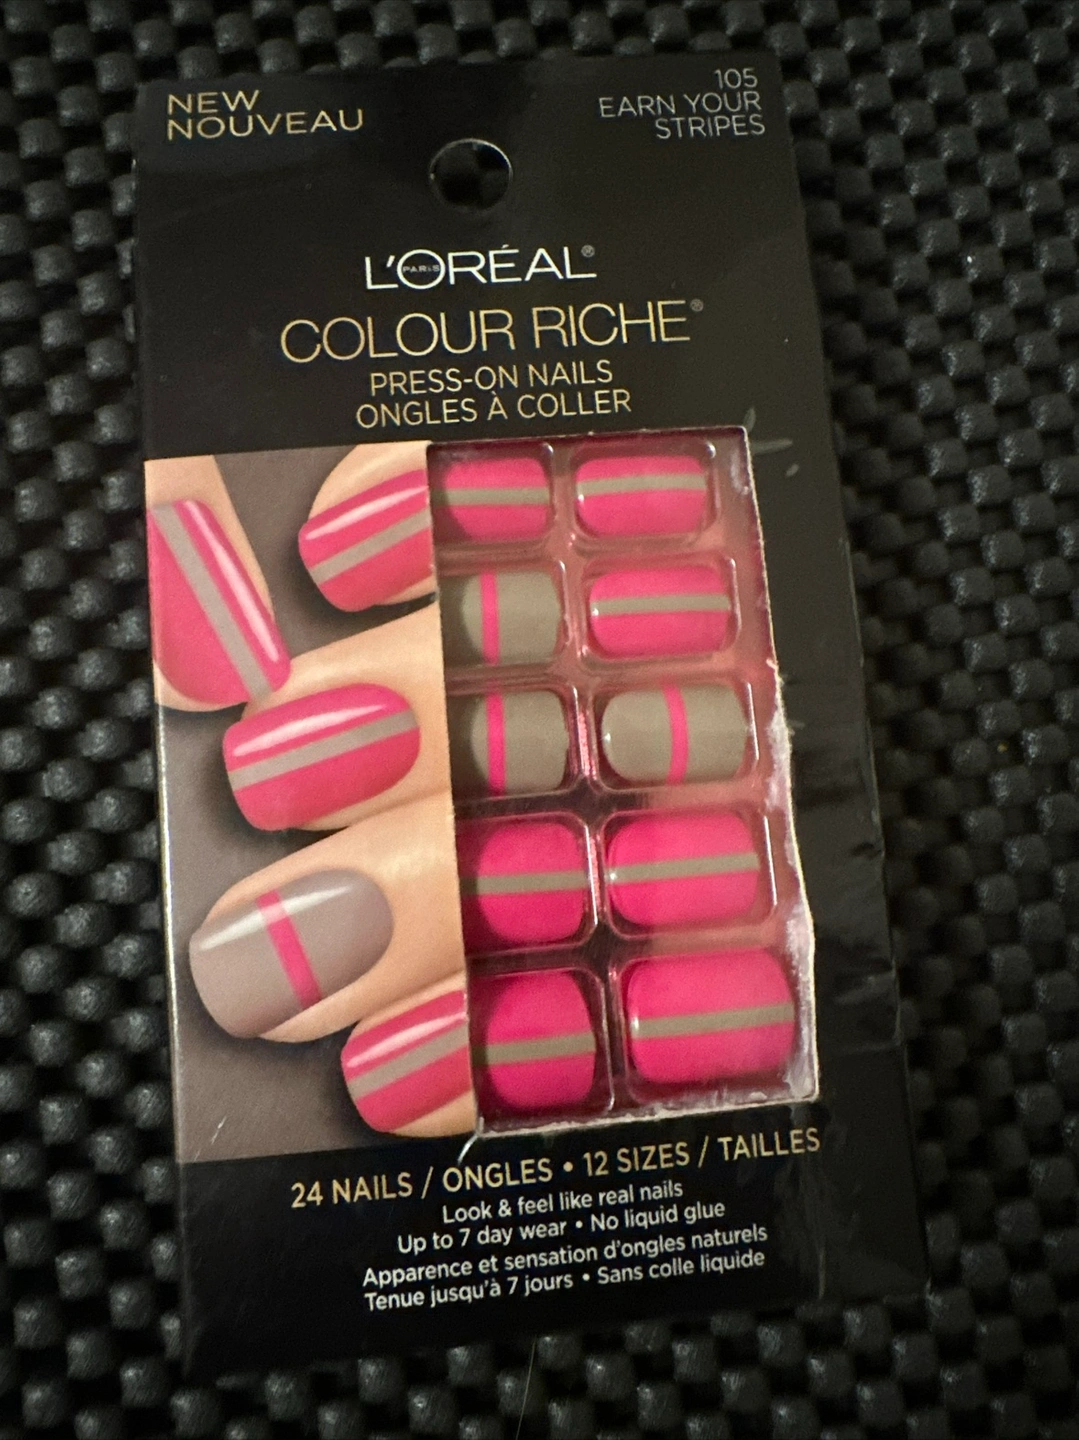 NEW
NOUVEAU
105
EARN YOUR
STRIPES
L'ORÉAL®
PARIS
COLOUR RICHE®
PRESS-ON NAILS
ONGLES À COLLER
24 NAILS / ONGLES • 12 SIZES / TAILLES
Look & feel like real nails
Up to 7 day wear • No liquid glue
Apparence et sensation d'ongles naturels
Tenue jusqu'à 7 jours • Sans colle liquide